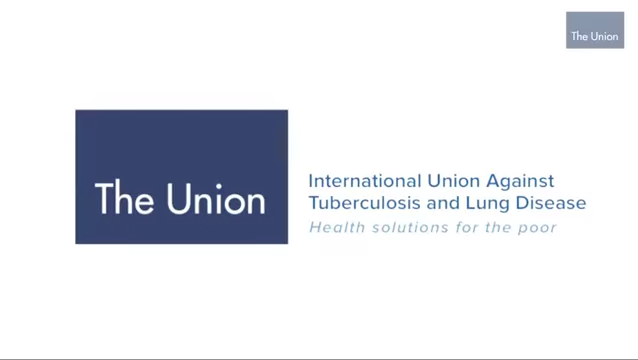 The Union
The Union
International Union Against
Tuberculosis and Lung Disease
Health solutions for the poor